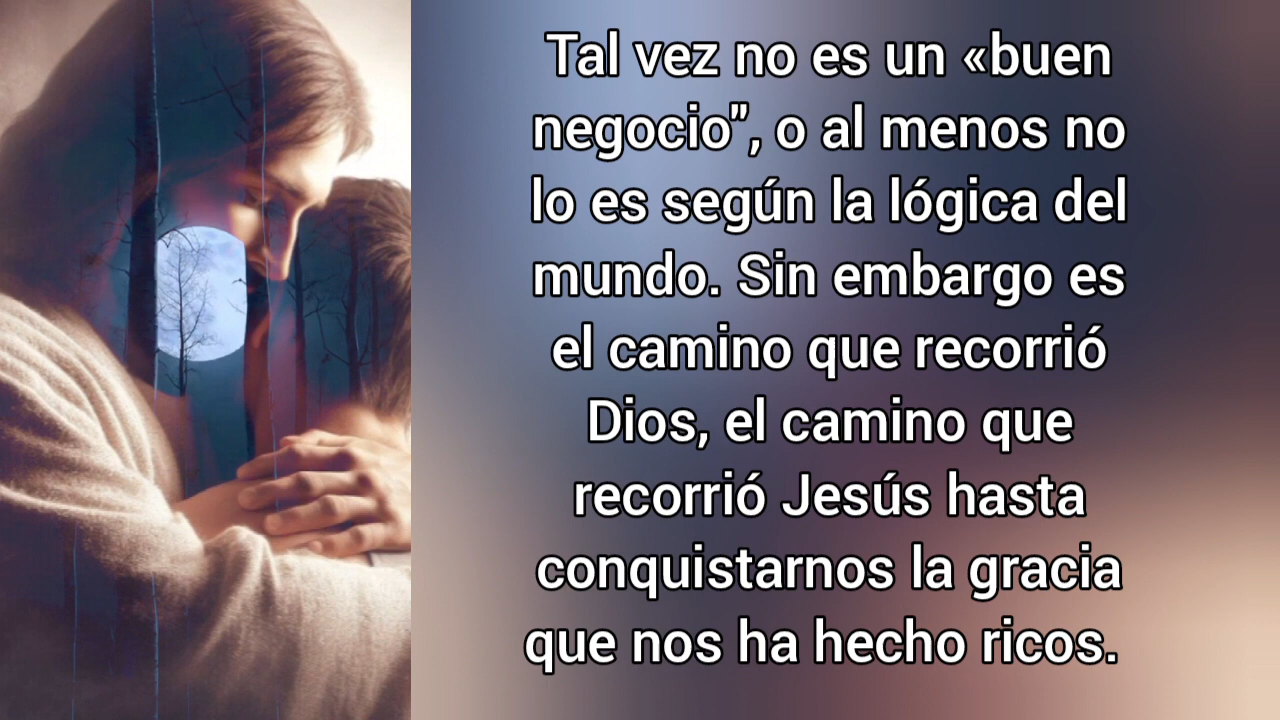 Tal vez no es un «buen
negocio", o al menos no
lo es según la lógica del
mundo. Sin embargo es
el camino que recorrió
Dios, el camino que
recorrió Jesús hasta
conquistarnos la gracia
que nos ha hecho ricos.